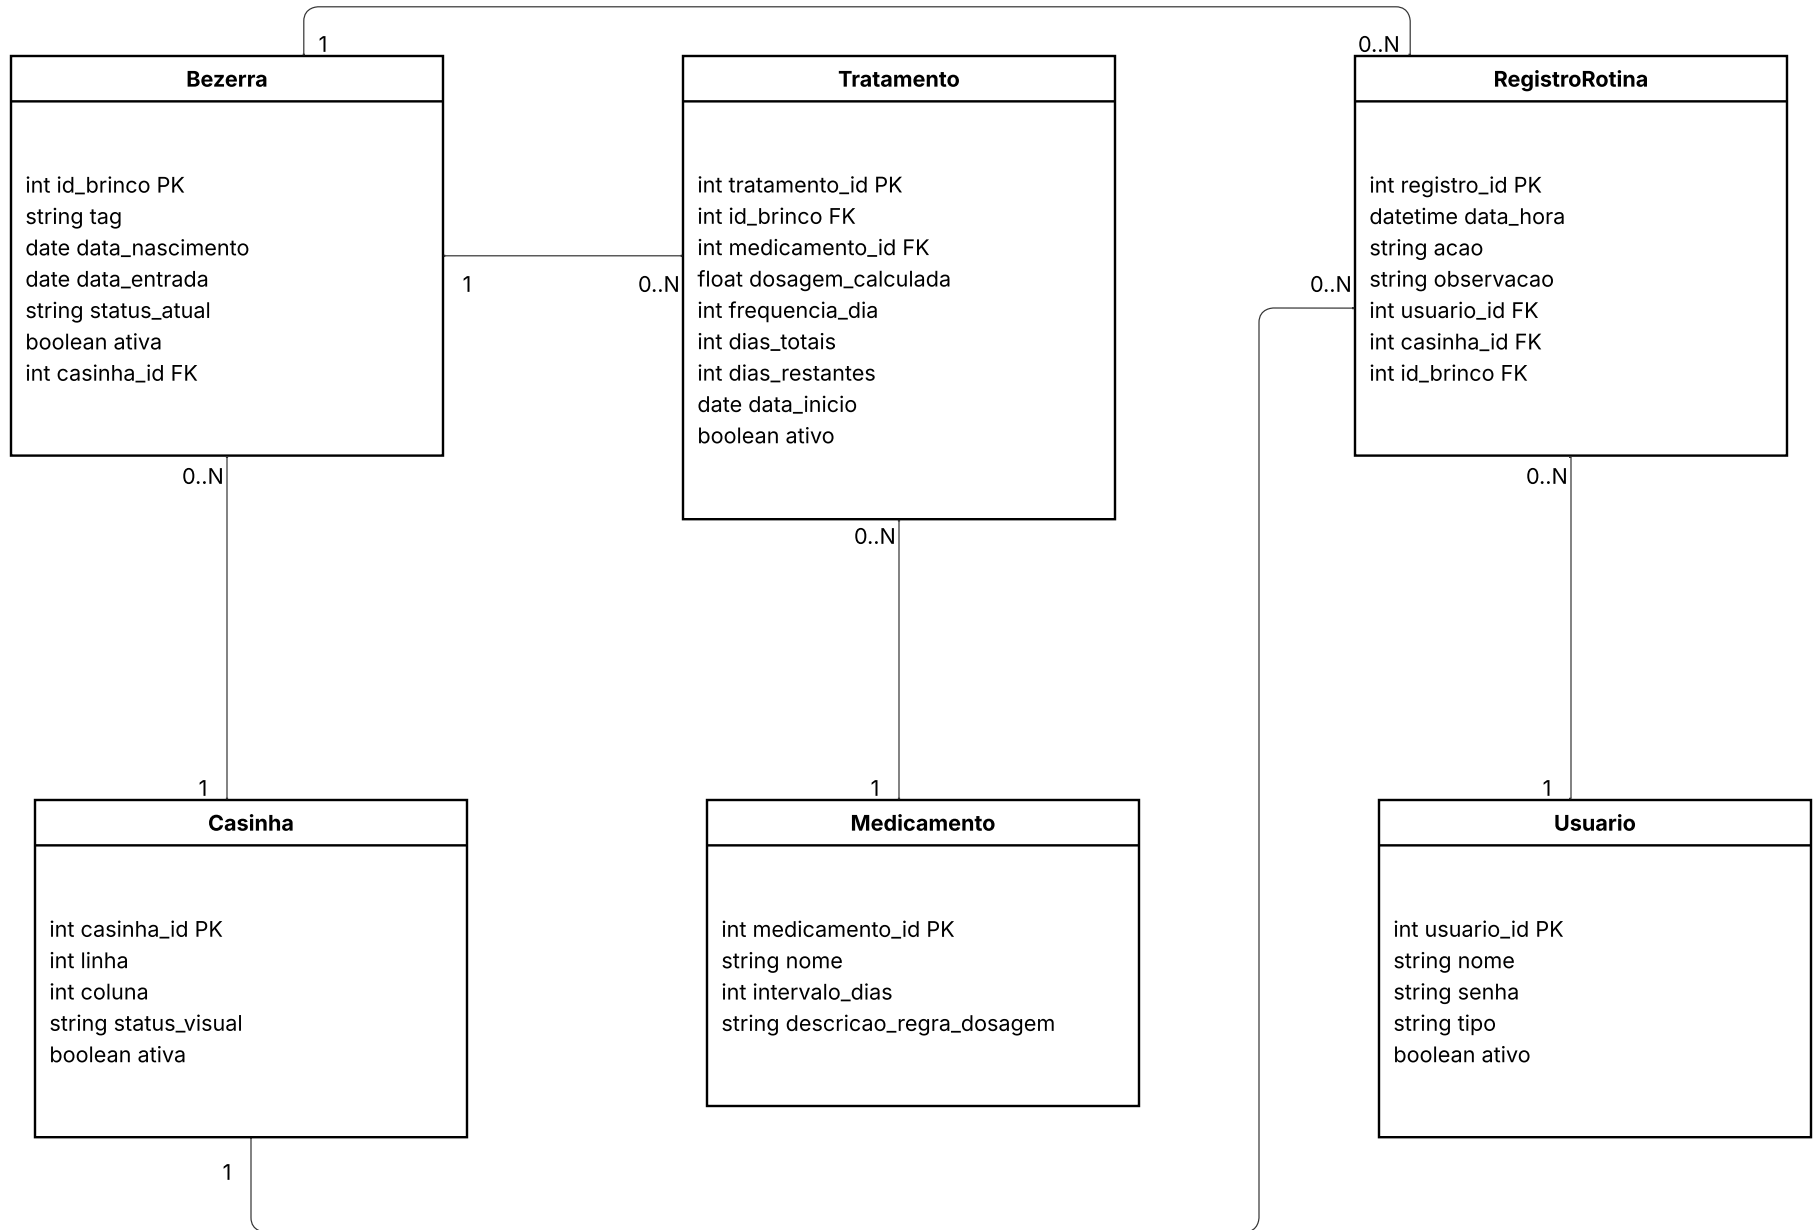 1
0..N
Bezerra
int id_brinco PK
string tag
date data_nascimento
date data_entrada
string status_atual
boolean ativa
int casinha_id FK
1
0..N
Tratamento
int tratamento_id PK
int id_brinco FK
int medicamento_id FK
float dosagem_calculada
int frequencia_dia
int dias_totais
int dias_restantes
date data_inicio
boolean ativo
RegistroRotina
int registro_id PK
datetime data_hora
string acao
string observacao
int usuario_id FK
int casinha_id FK
int id_brinco FK
0..N
0..N
0..N
0..N
1
1
1
Casinha
int casinha_id PK
int linha
int coluna
string status_visual
boolean ativa
Medicamento
int medicamento_id PK
string nome
int intervalo_dias
string descricao_regra_dosagem
Usuario
int usuario_id PK
string nome
string senha
string tipo
boolean ativo
1